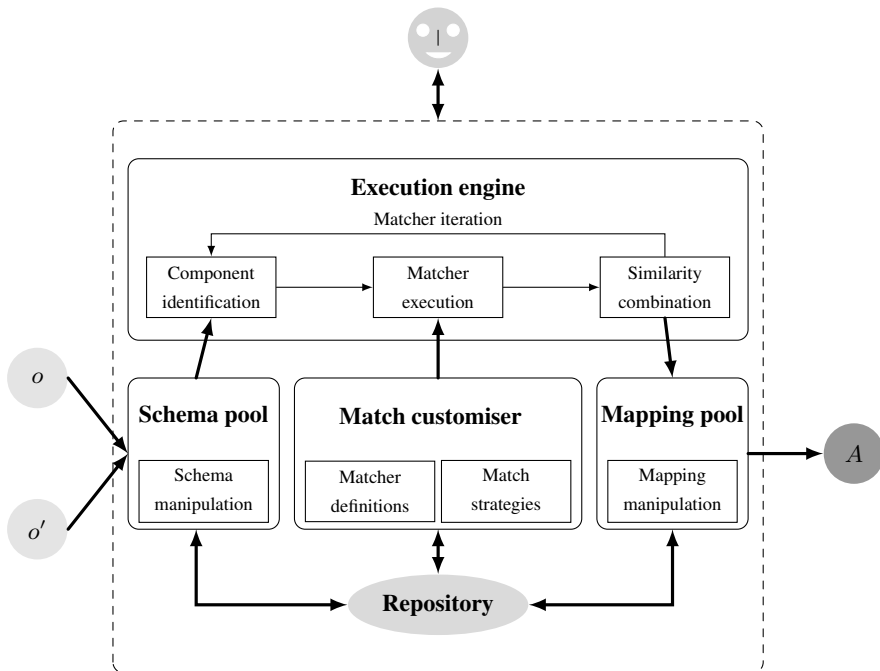 Execution engine
Matcher iteration
Component
identification
Matcher
execution
Similarity
combination
o
o′
Schema pool
Schema
manipulation
Match customiser
Matcher
definitions
Match
strategies
Mapping pool
Mapping
manipulation
A
Repository